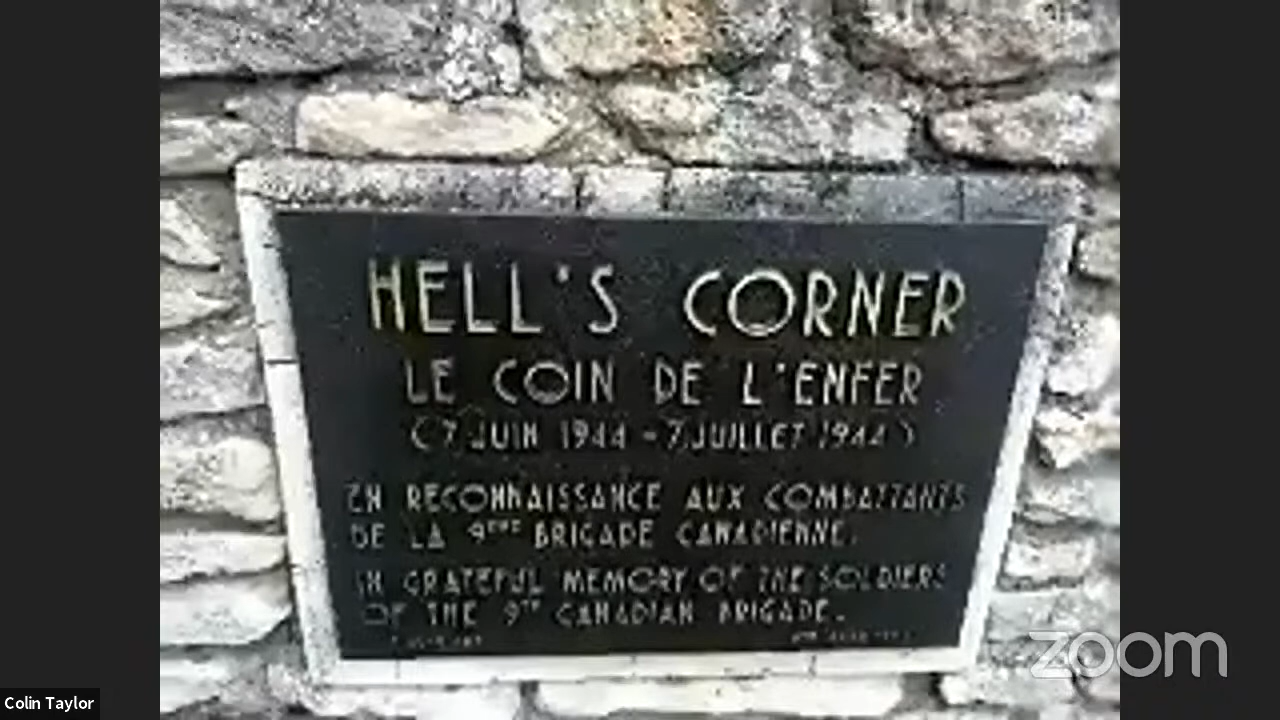 HELL'S CORNER
LE COIN DE L'ENFER
(7 JUIN 1944 - 7 JUILLET 1944)
EN RECONNAISSANCE AUX COMBATTANTS
DE LA 9EME BRIGADE CANADIENNE.
IN GRATEFUL MEMORY OF THE SOLDIERS
OF THE 9TH CANADIAN BRIGADE.
zoom
Colin Taylor